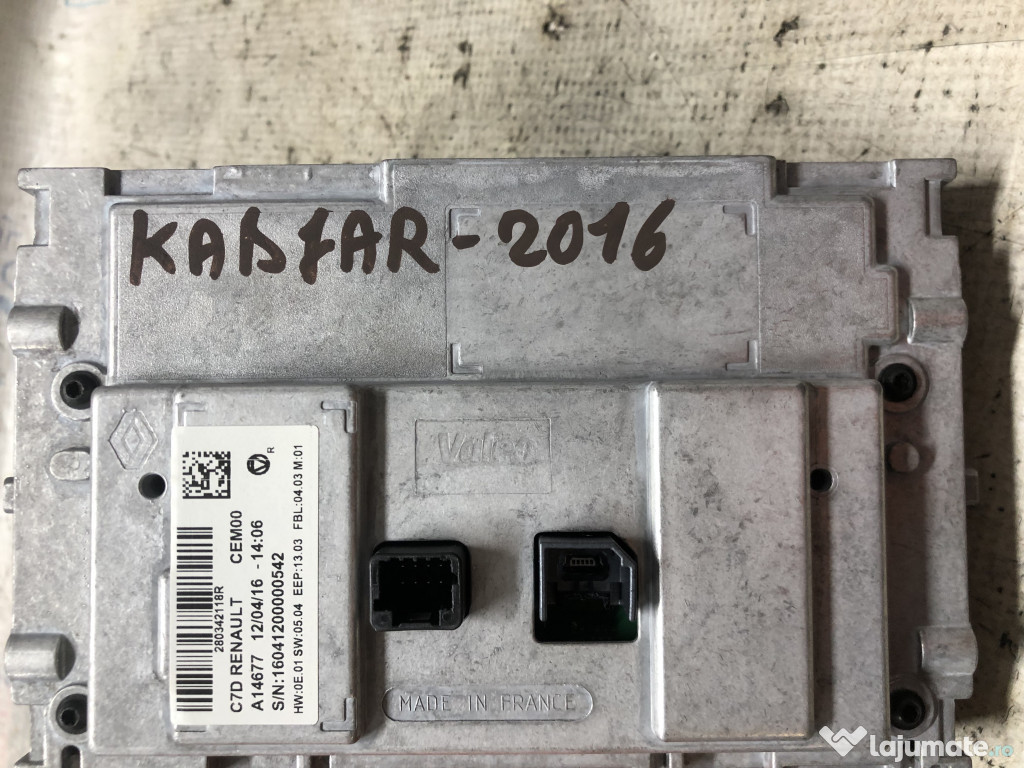 KADJAR-2016
Valeo
280342118R
C7D RENAULT CEM00
A14677 12/04/16 - 14:06
S/N:160412000000542
HW:0E.01 SW:05.04 EEP:13.03 FBL:04.03 M:01
R
MADE IN FRANCE
lajumate.ro